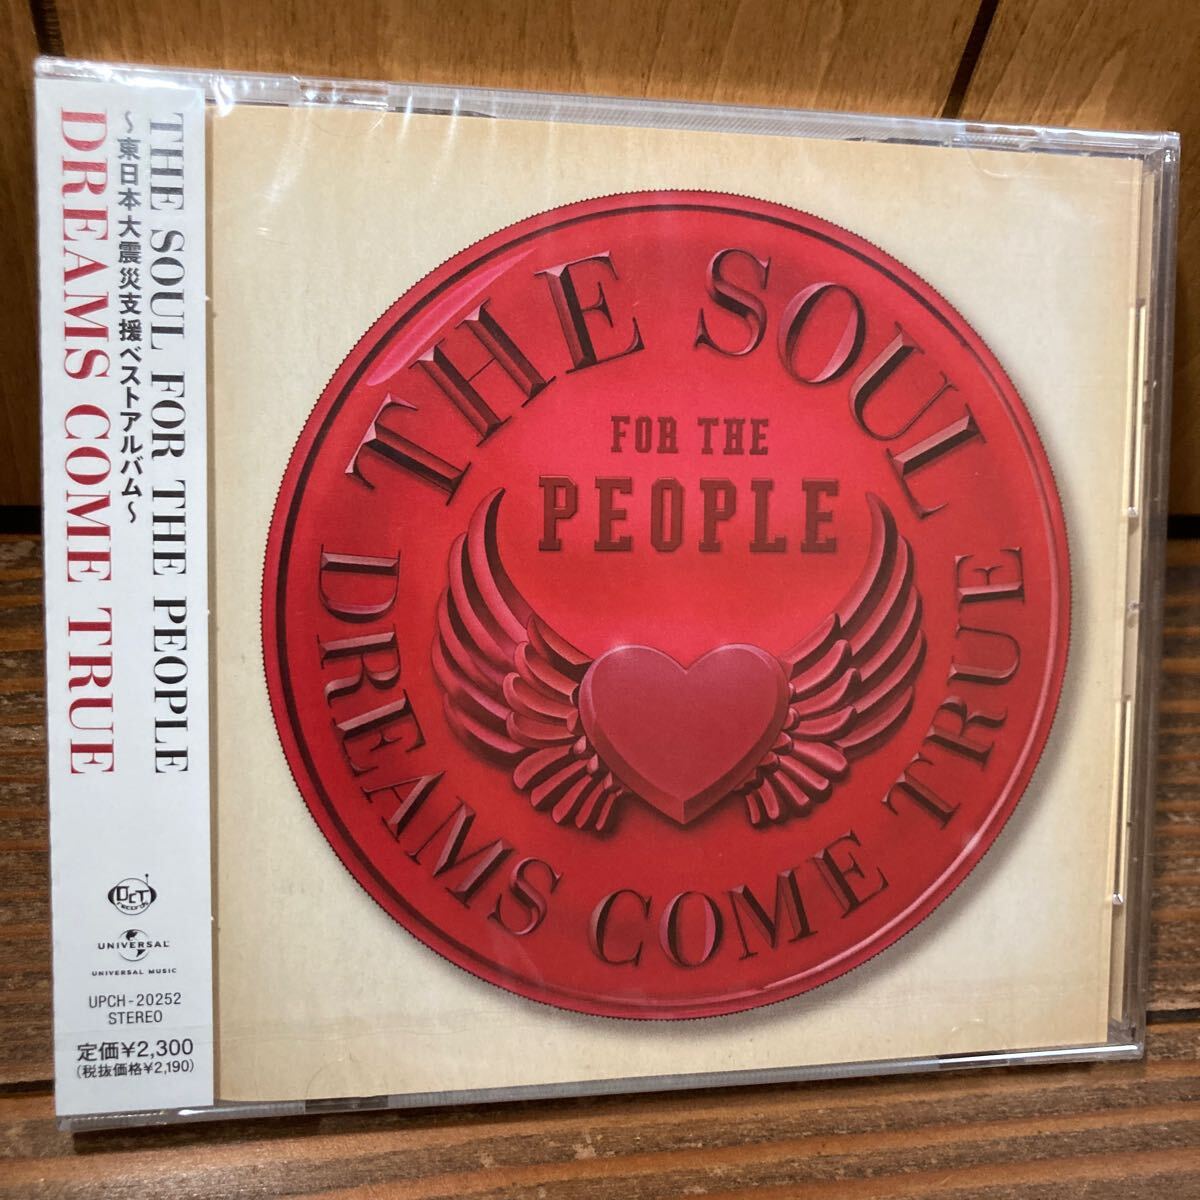 THE SOUL FOR THE PEOPLE
～東日本大震災支援ベストアルバム～
DREAMS COME TRUE
DCT
records
UNIVERSAL
UNIVERSAL MUSIC
UPCH-20252
STEREO
定価¥2,300
(税抜価格¥2,190)
THE SOUL
FOR THE
PEOPLE
DREAMS COME TRUE